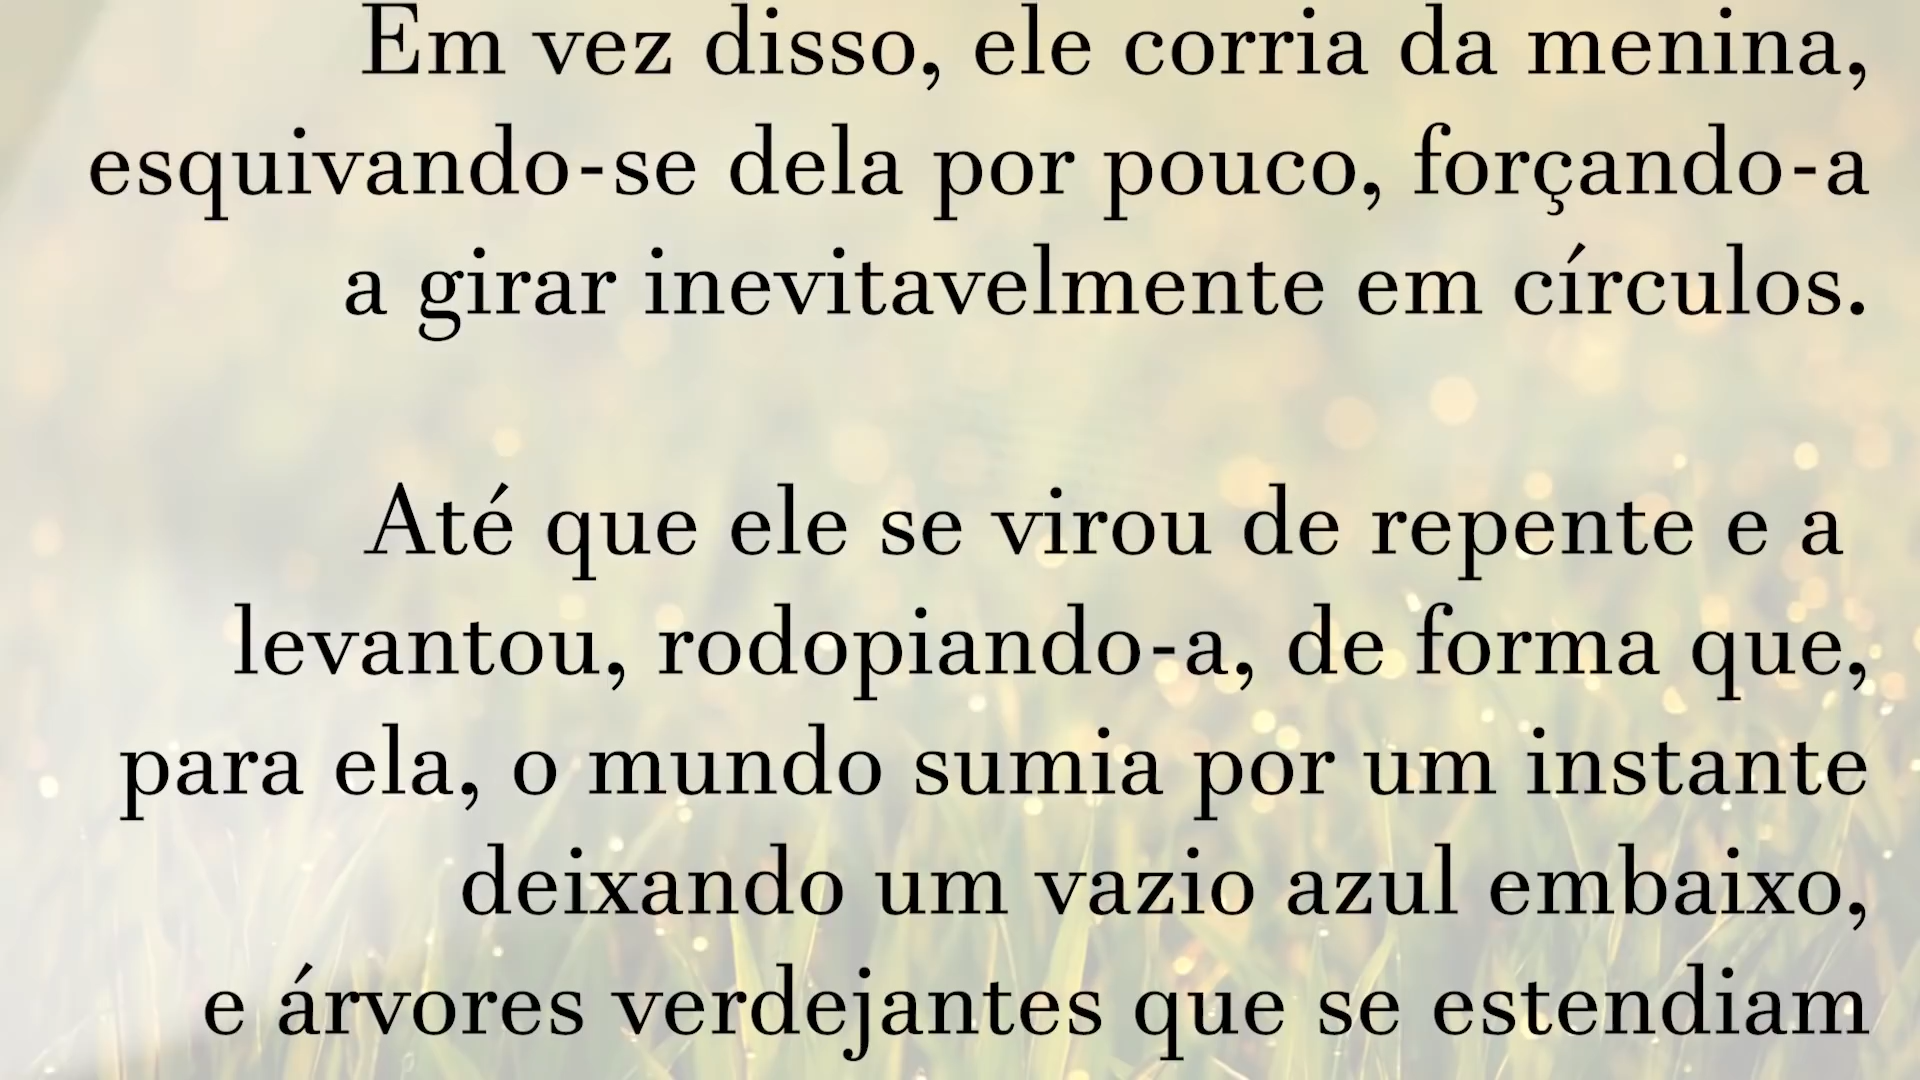 Em vez disso, ele corria da menina,
esquivando-se dela por pouco, forçando-a
a girar inevitavelmente em círculos.
Até que ele se virou de repente e a
levantou, rodopiando-a, de forma que,
para ela, o mundo sumia por um instante
deixando um vazio azul embaixo,
e árvores verdejantes que se estendiam